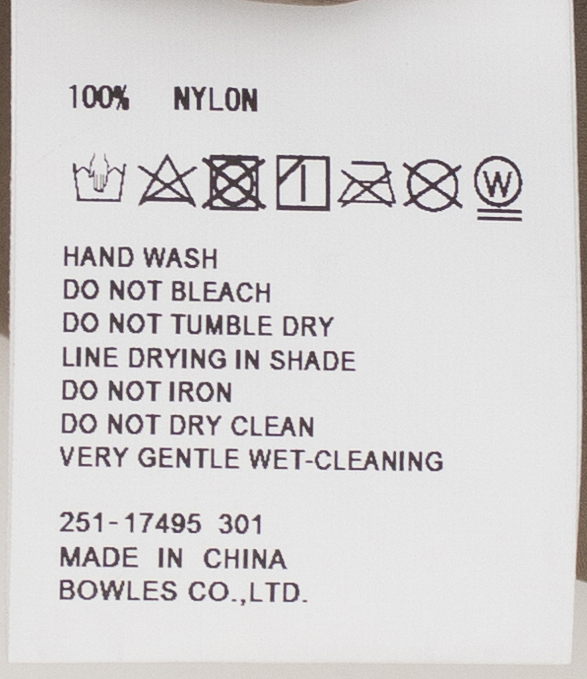 100% NYLON
W
HAND WASH
DO NOT BLEACH
DO NOT TUMBLE DRY
LINE DRYING IN SHADE
DO NOT IRON
DO NOT DRY CLEAN
VERY GENTLE WET-CLEANING
251-17495 301
MADE IN CHINA
BOWLES CO.,LTD.